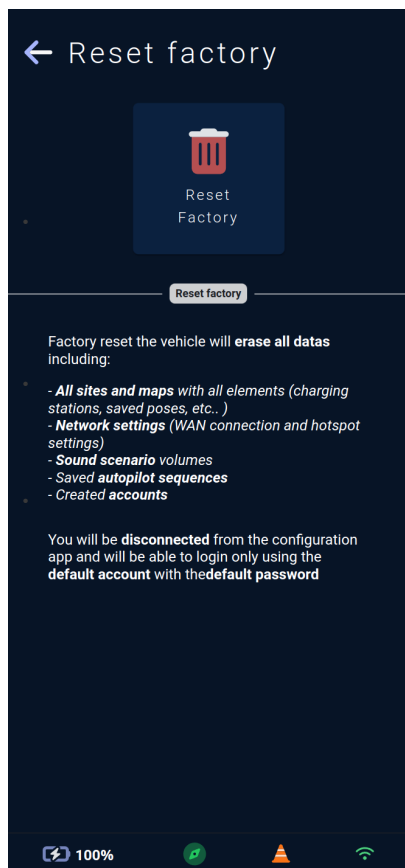 Reset factory
Reset
Factory
Reset factory
Factory reset the vehicle will erase all datas
including:
- All sites and maps with all elements (charging
stations, saved poses, etc.. )
- Network settings (WAN connection and hotspot
settings)
- Sound scenario volumes
- Saved autopilot sequences
- Created accounts
You will be disconnected from the configuration
app and will be able to login only using the
default account with thedefault password
100%